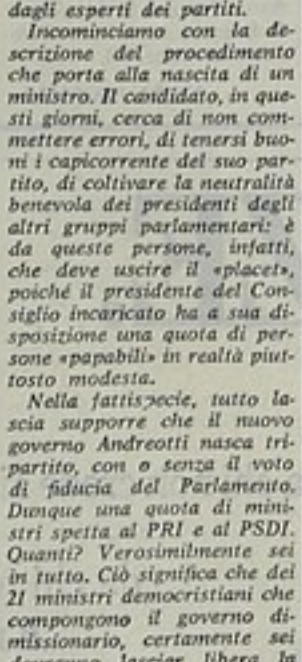 dagli esperti dei partiti.
Incominciamo con la de-
scrizione del procedimento
che porta alla nascita di un
ministro. Il candidato, in que-
sti giorni, cerca di non com-
mettere errori, di tenersi buo-
ni i capicorrente del suo par-
tito, di coltivare la neutralità
benevola dei presidenti degli
altri gruppi parlamentari: è
da queste persone, infatti,
che deve uscire il «placet»,
poiché il presidente del Con-
siglio incaricato ha a sua di-
sposizione una quota di per-
sone «papabili» in realtà piut-
tosto modesta.
Nella fattispecie, tutto la-
scia supporre che il nuovo
governo Andreotti nasca tri-
partito, con o senza il voto
di fiducia del Parlamento.
Dunque una quota di mini-
stri spetta al PRI e al PSDI.
Quanti? Verosimilmente sei
in tutto. Ciò significa che dei
21 ministri democristiani che
compongono il governo di-
missionario, certamente sei
lasciar libera la